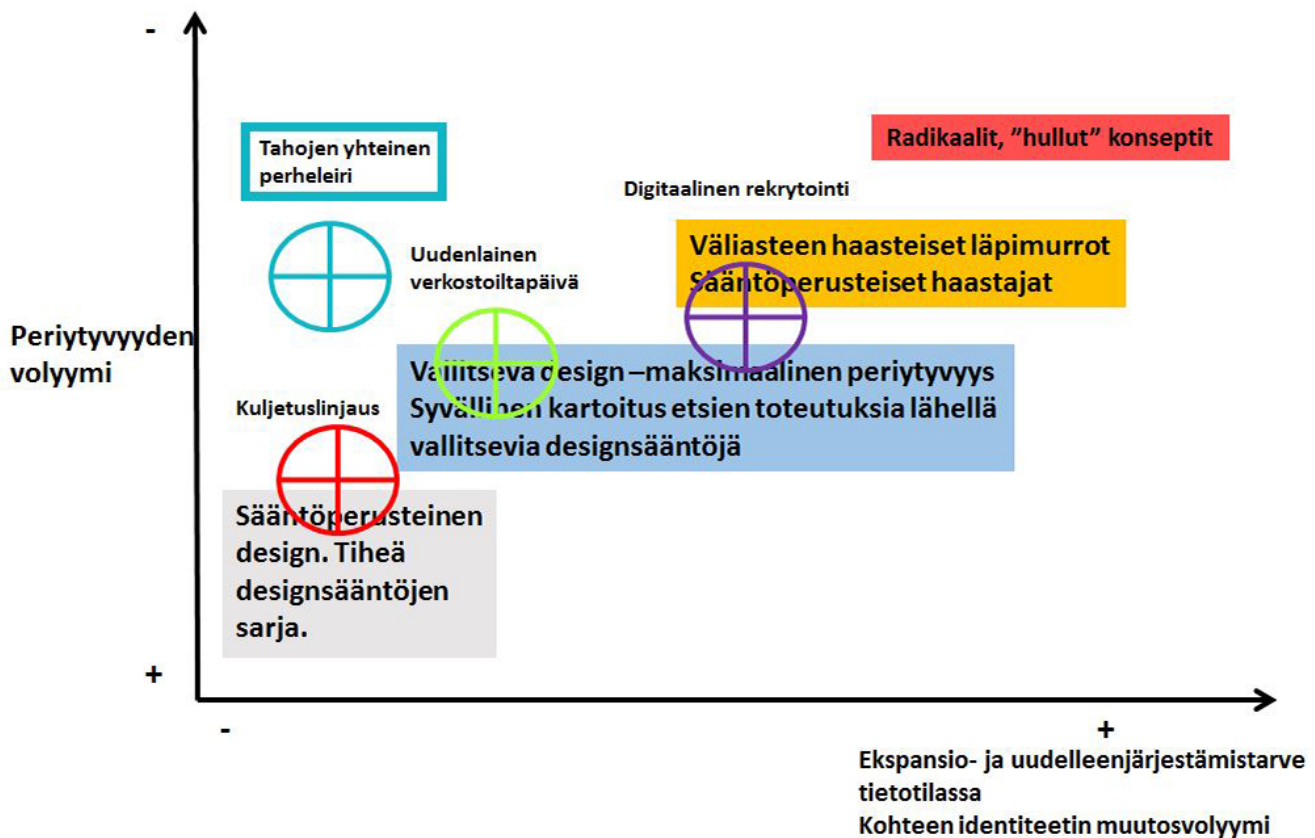 -
Tahojen yhteinen
perheleiri
Radikaalit, ”hullut” konseptit
Digitaalinen rekrytointi
Väliasteen haasteiset läpimurrot
Sääntöperusteiset haastajat
Uudenlainen
verkostoiltapäivä
Periytyvyyden
volyymi
Vallitseva design –maksimaalinen periytyvyys
Syvällinen kartoitus etsien toteutuksia lähellä
vallitsevia designsääntöjä
Kuljetuslinjaus
Sääntöperusteinen
design. Tiheä
designsääntöjen
sarja.
+
-
+
Ekspansio- ja uudelleenjärjestämistarve
tietotilassa
Kohteen identiteetin muutosvolyymi